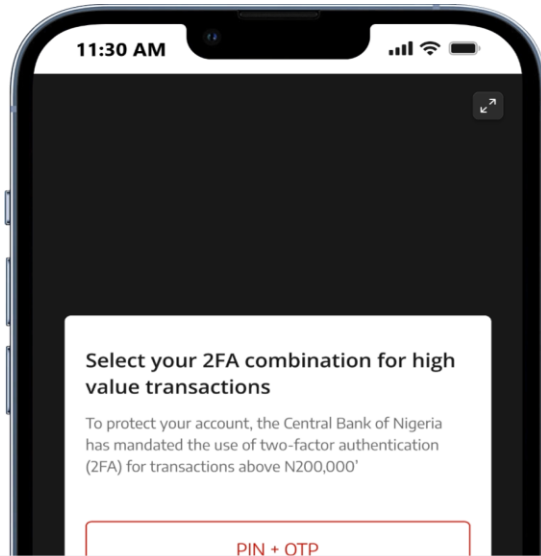 11:30 AM
Select your 2FA combination for high
value transactions
To protect your account, the Central Bank of Nigeria
has mandated the use of two-factor authentication
(2FA) for transactions above N200,000’
PIN + OTP